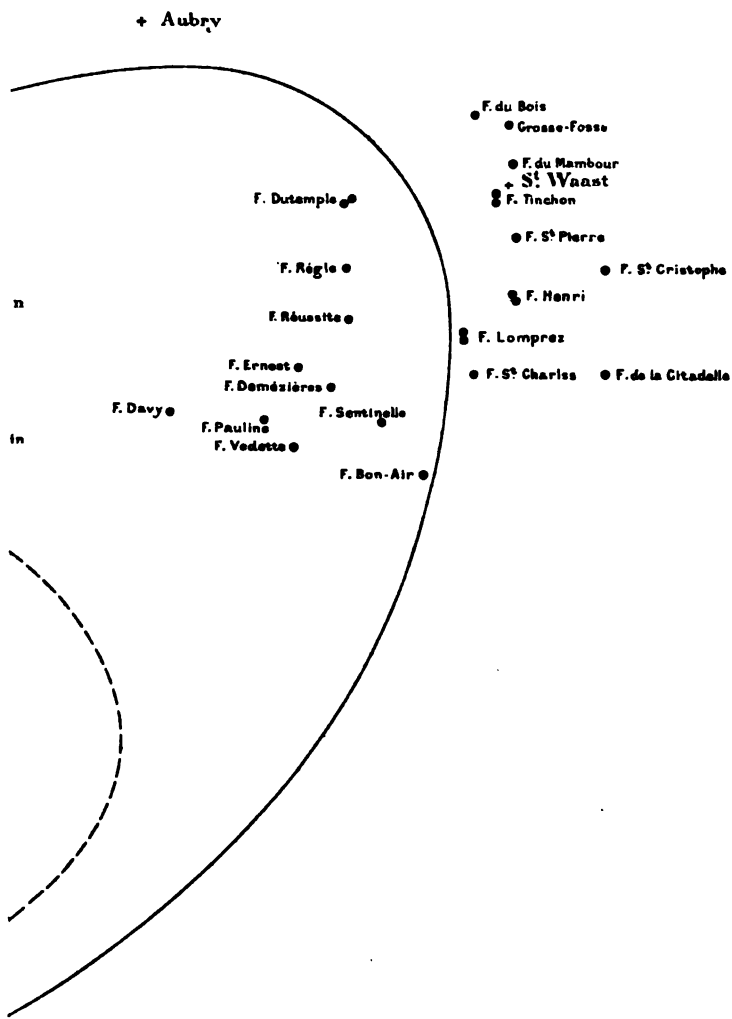 + Aubry
F. du Bois
Grosse-Fosse
F. du Mambour
+ St. Waast
F. Dutemple
F. Tinchon
F. St. Pierre
F. Régie
F. St. Cristophe
n
F. Henri
F. Réussite
F. Lomprez
F. Ernest
F. St. Charles
F. de la Citadelle
F. Demézières
F. Davy
F. Sentinelle
F. Pauline
in
F. Vedette
F. Bon-Air